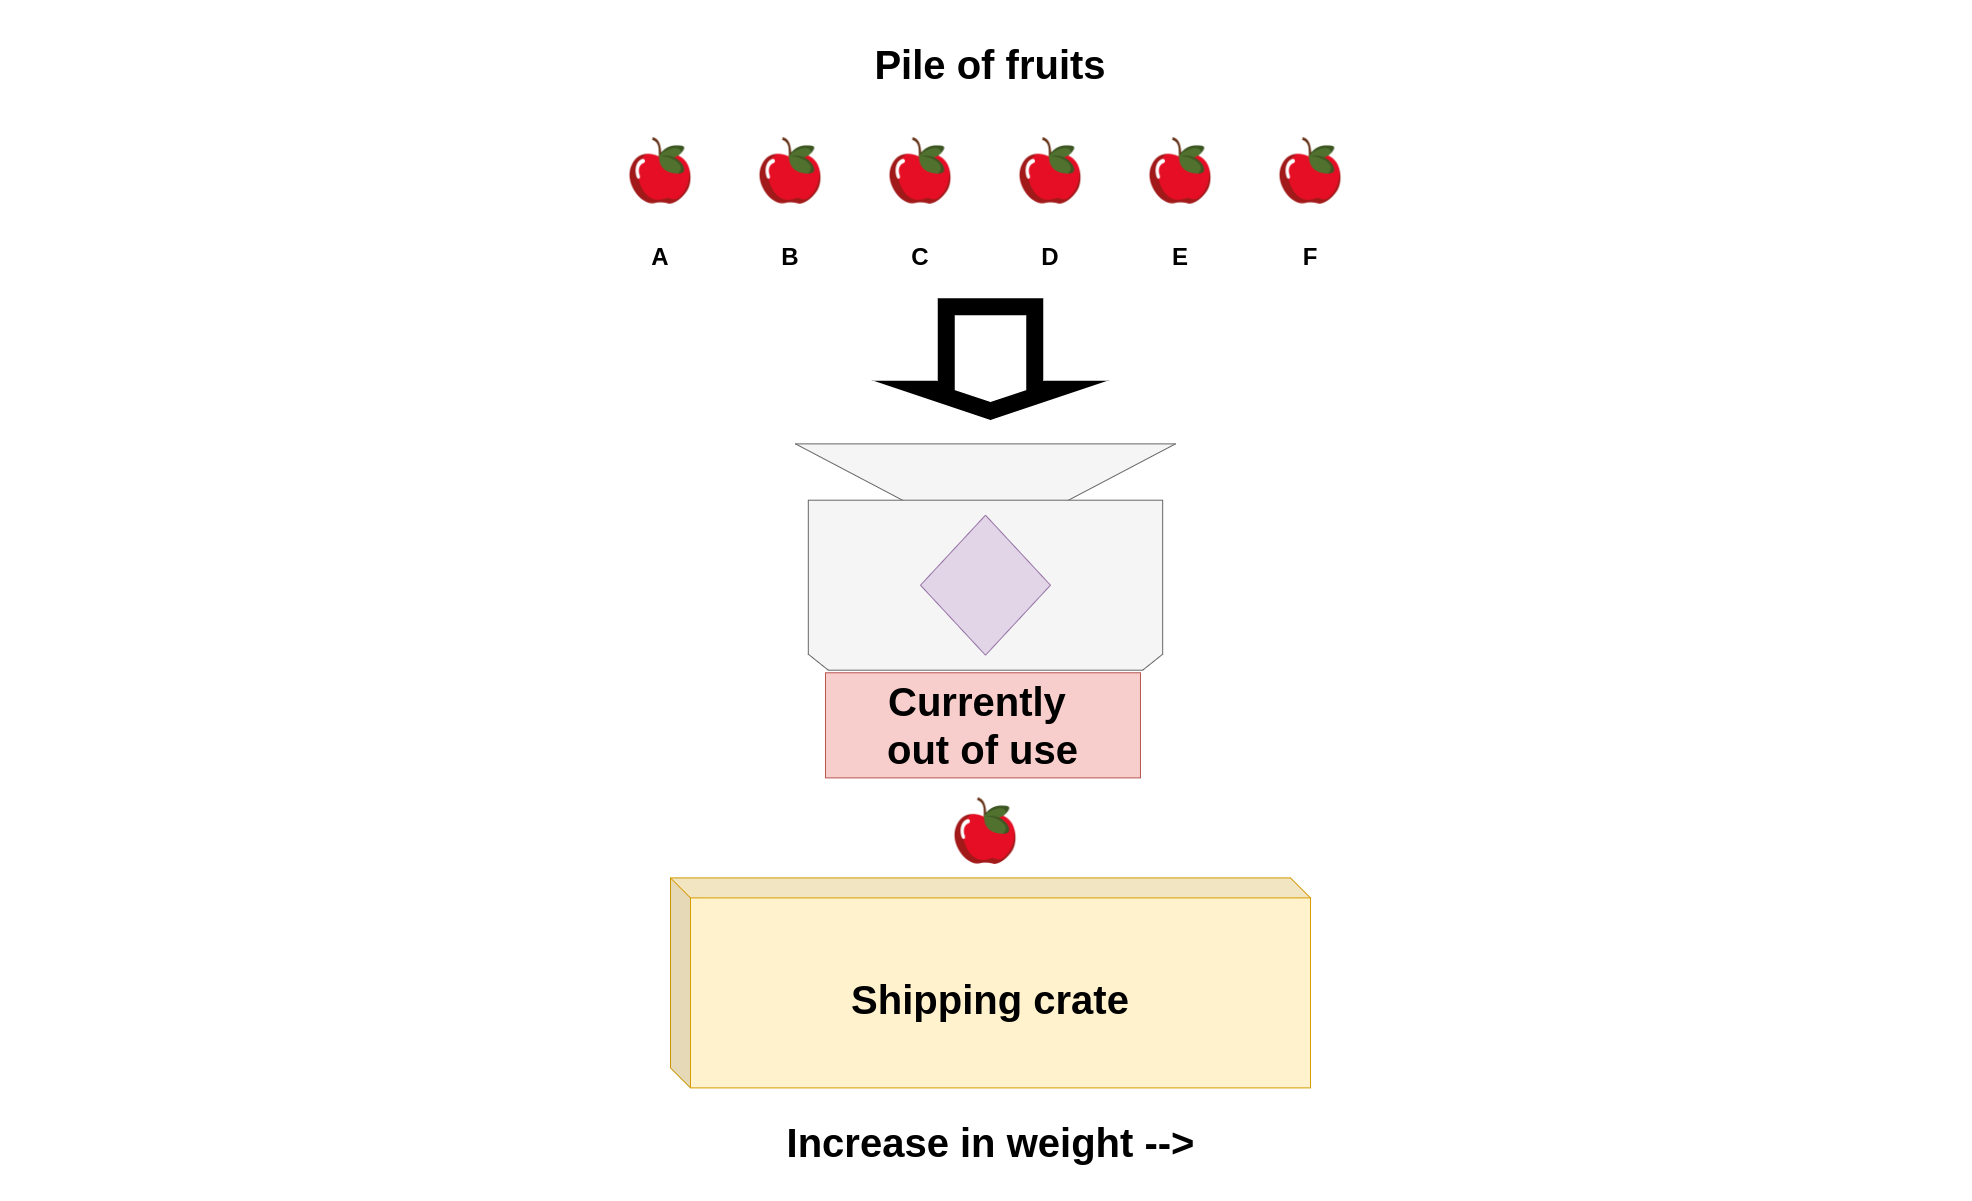 Pile of fruits
A B C D E F
Currently
out of use
Shipping crate
Increase in weight -->